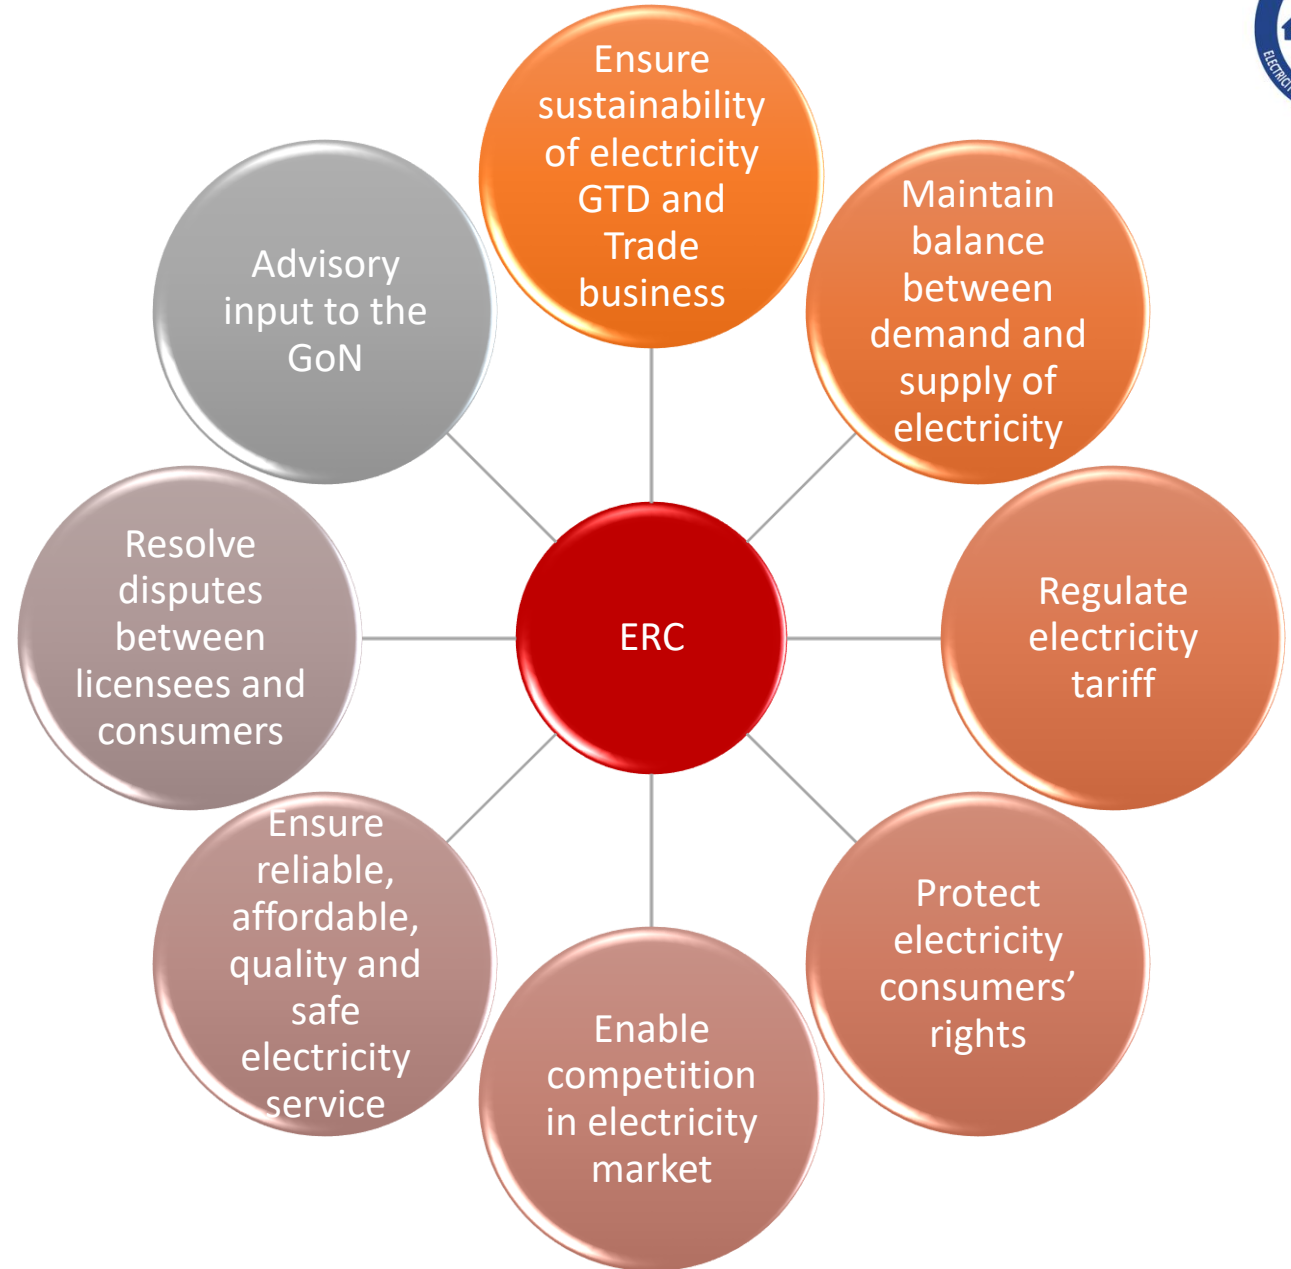 Ensure
sustainability
of electricity
GTD and
Trade
business
Maintain
balance
between
demand and
supply of
electricity
Regulate
electricity
tariff
Protect
electricity
consumers’
rights
Enable
competition
in electricity
market
Ensure
reliable,
affordable,
quality and
safe
electricity
service
Resolve
disputes
between
licensees and
consumers
Advisory
input to the
GoN
ERC
ELECTRICITY